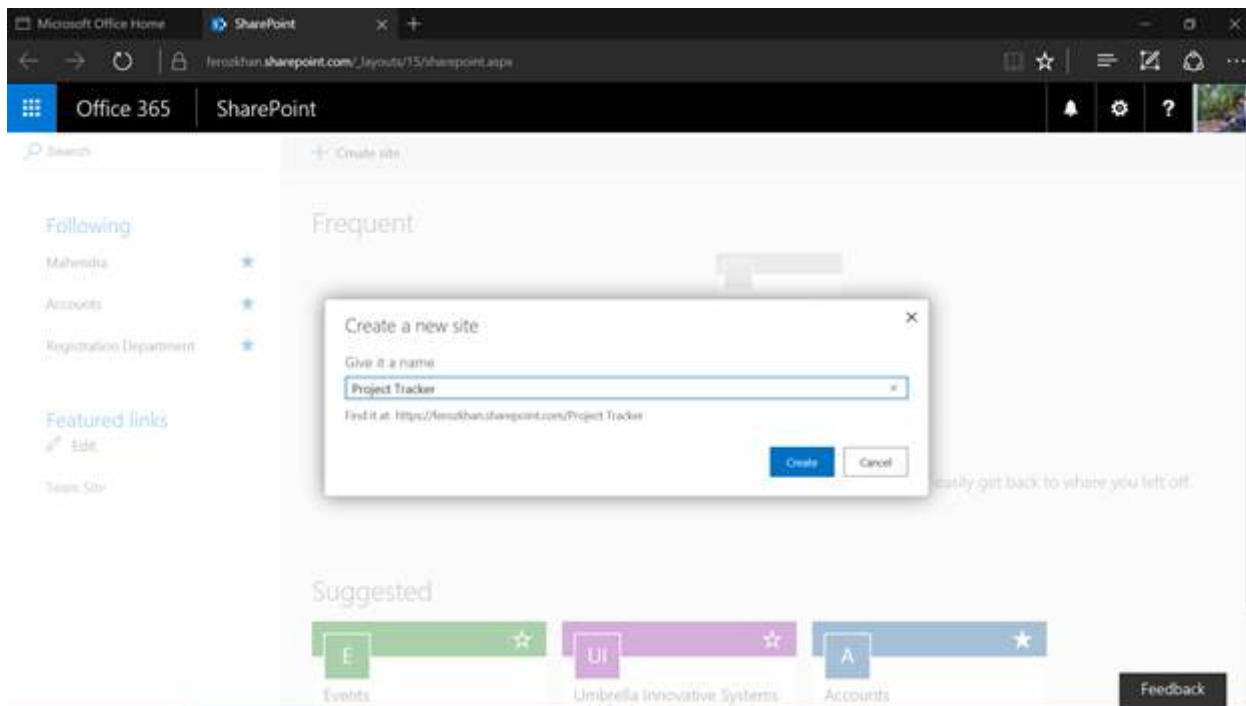 Microsoft Office Home
SharePoint
ferozkhan.sharepoint.com/_layouts/15/sharepoint.aspx
Office 365
SharePoint
?
Search
+ Create site
Following
Mahendra
Accounts
Registration Department
Featured links
Edit
Team Site
Frequent
Create a new site
Give it a name
Project Tracker
Find it at: https://ferozkhan.sharepoint.com/Project Tracker
Create
Cancel
easily get back to where you left off.
Suggested
E
Events
UI
Umbrella Innovative Systems
A
Accounts
Feedback